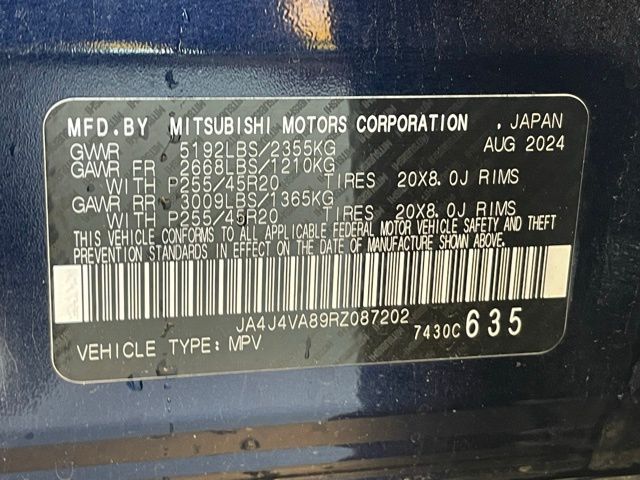 MFD.BY MITSUBISHI MOTORS CORPORATION . JAPAN
GVWR 5192LBS/2355KG AUG 2024
GAWR FR 2668LBS/1210KG
WITH P255/45R20 TIRES 20X8.0J RIMS
GAWR RR 3009LBS/1365KG
WITH P255/45R20 TIRES 20X8.0J RIMS
THIS VEHICLE CONFORMS TO ALL APPLICABLE FEDERAL MOTOR VEHICLE SAFETY AND THEFT
PREVENTION STANDARDS IN EFFECT ON THE DATE OF MANUFACTURE SHOWN ABOVE.
JA4J4VA89RZ087202 7430C 635
VEHICLE TYPE: MPV